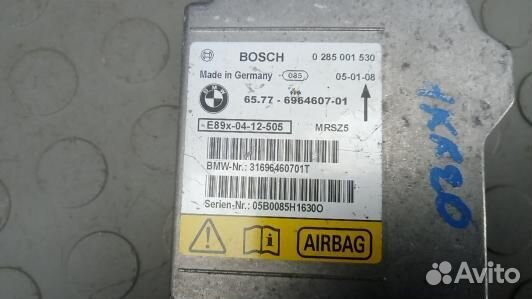 BOSCH 0 285 001 530
Made in Germany 085 05-01-08
BMW 65.77 - 6964607-01
E89x-04-12-505 MRSZ5
BMW-Nr.: 31696460701T
Serien-Nr.: 05B0085H1630O
AIRBAG
Avito